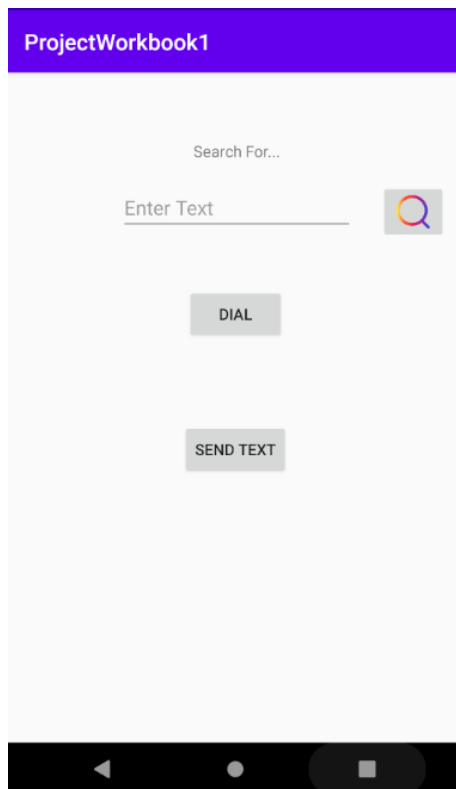 ProjectWorkbook1
Search For...
Enter Text
DIAL
SEND TEXT